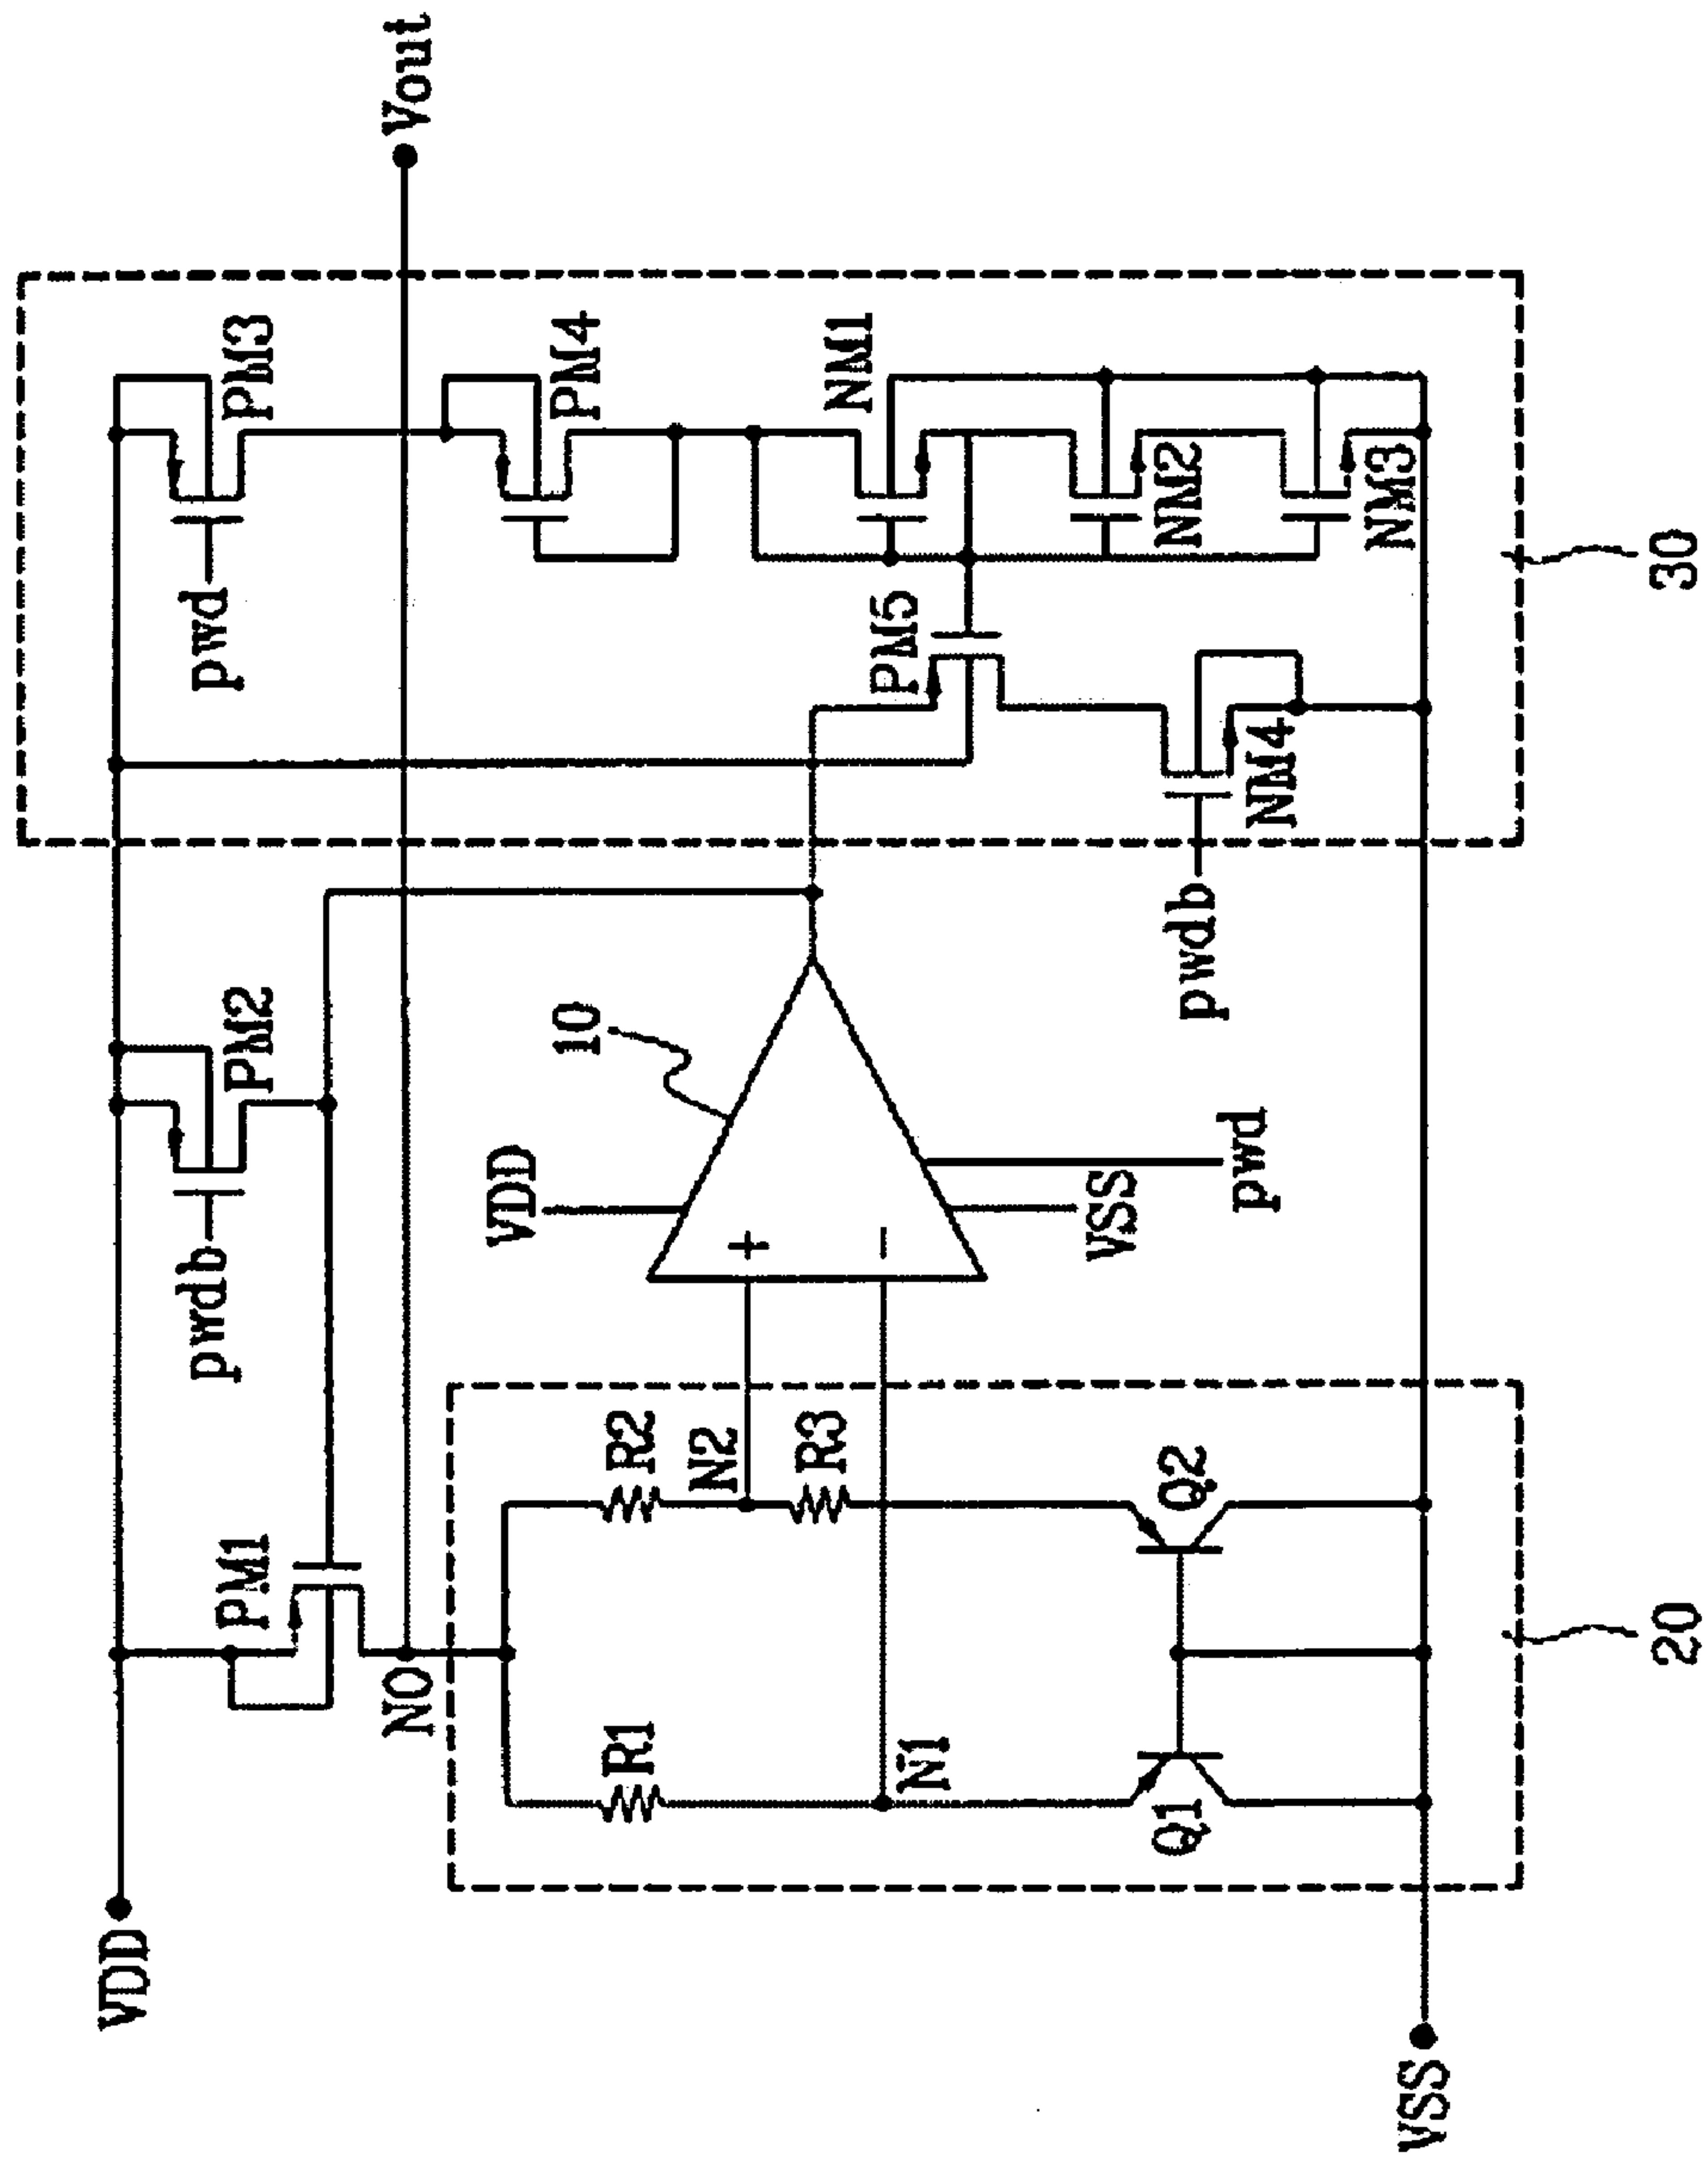 VDD
PM1
pwdb
PM2
pwd
PM3
NO
Vout
VDD
10
PM4
R1
R2
N2
+
R3
−
N1
PM5
NM1
VSS
pwd
Q1
Q2
pwdb
NM4
NM2
NM3
VSS
20
30